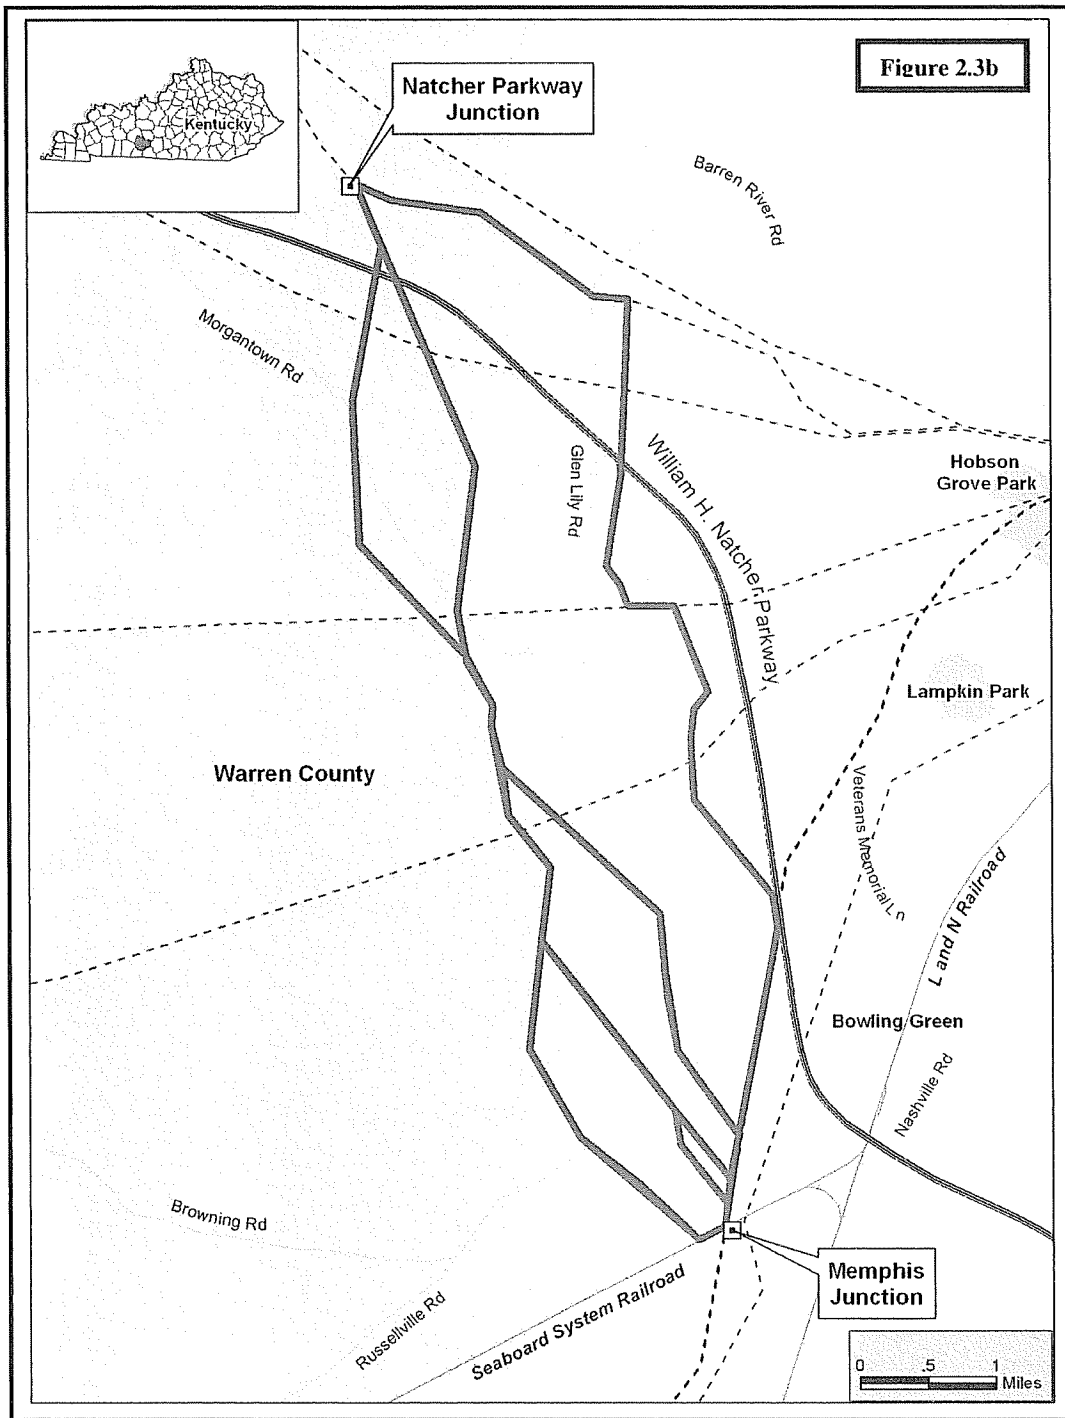 Figure 2.3b
Kentucky
Natcher Parkway
Junction
Barren River Rd
Morgantown Rd
Glen Lily Rd
William H. Natcher Parkway
Hobson
Grove Park
Lampkin Park
Warren County
Veterans Memorial Ln
L and N Railroad
Bowling Green
Nashville Rd
Browning Rd
Russellville Rd
Seaboard System Railroad
Memphis
Junction
0 .5 1
Miles